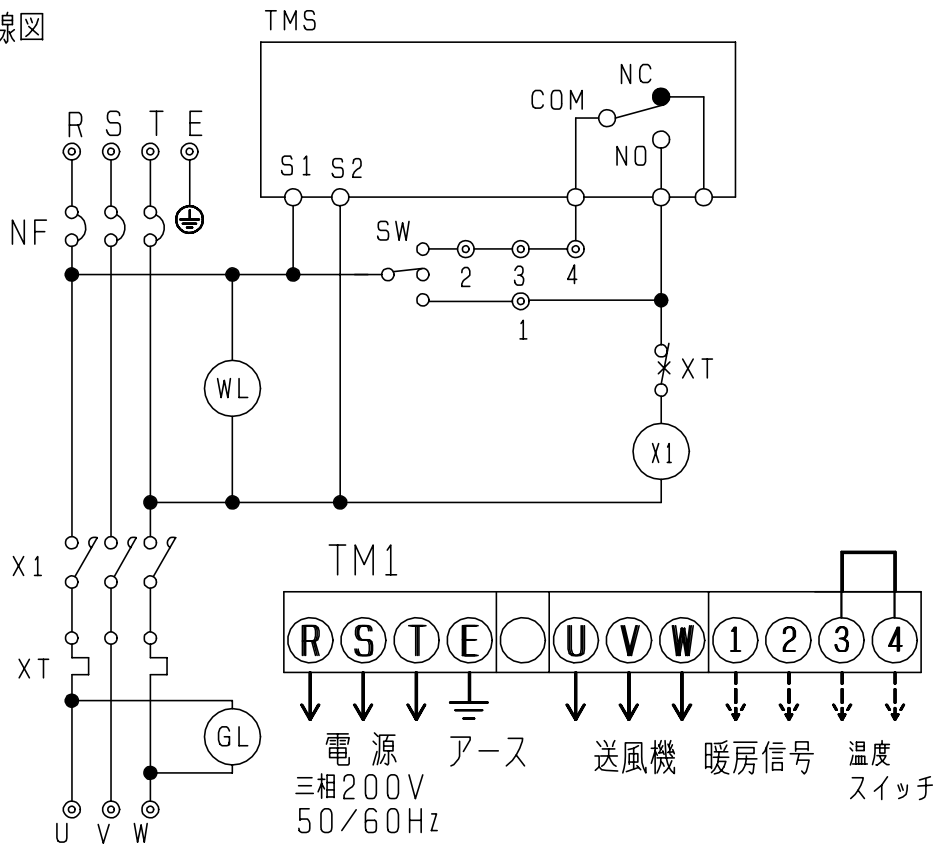 線図
TMS
NC
COM
NO
R S T E
S1 S2
NF
SW
2 3 4
1
XT
WL
X1
X1
TM1
R S T E U V W 1 2 3 4
XT
GL
電源 アース 送風機 暖房信号 温度
三相200V スイッチ
50/60Hz
U V W